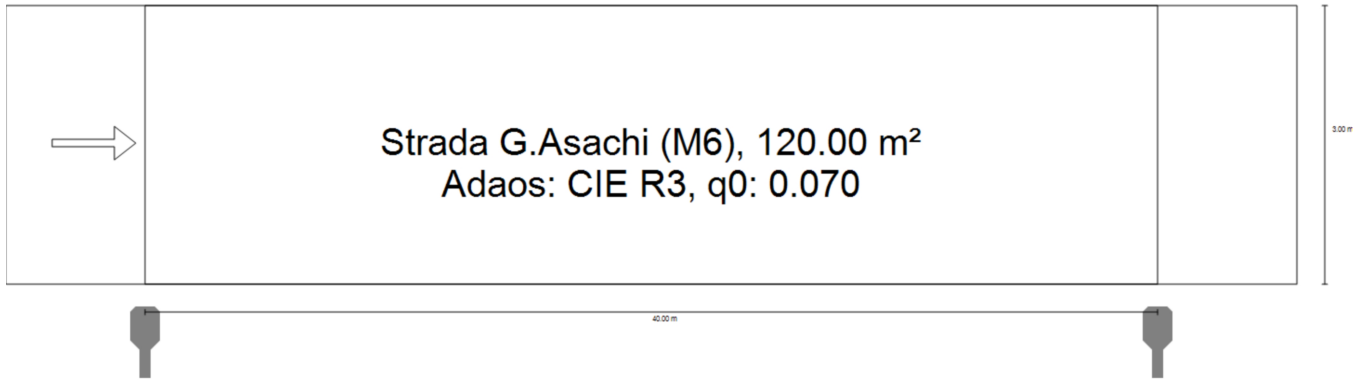 Strada G.Asachi (M6), 120.00 m²
Adaos: CIE R3, q0: 0.070
3.00 m
40.00 m